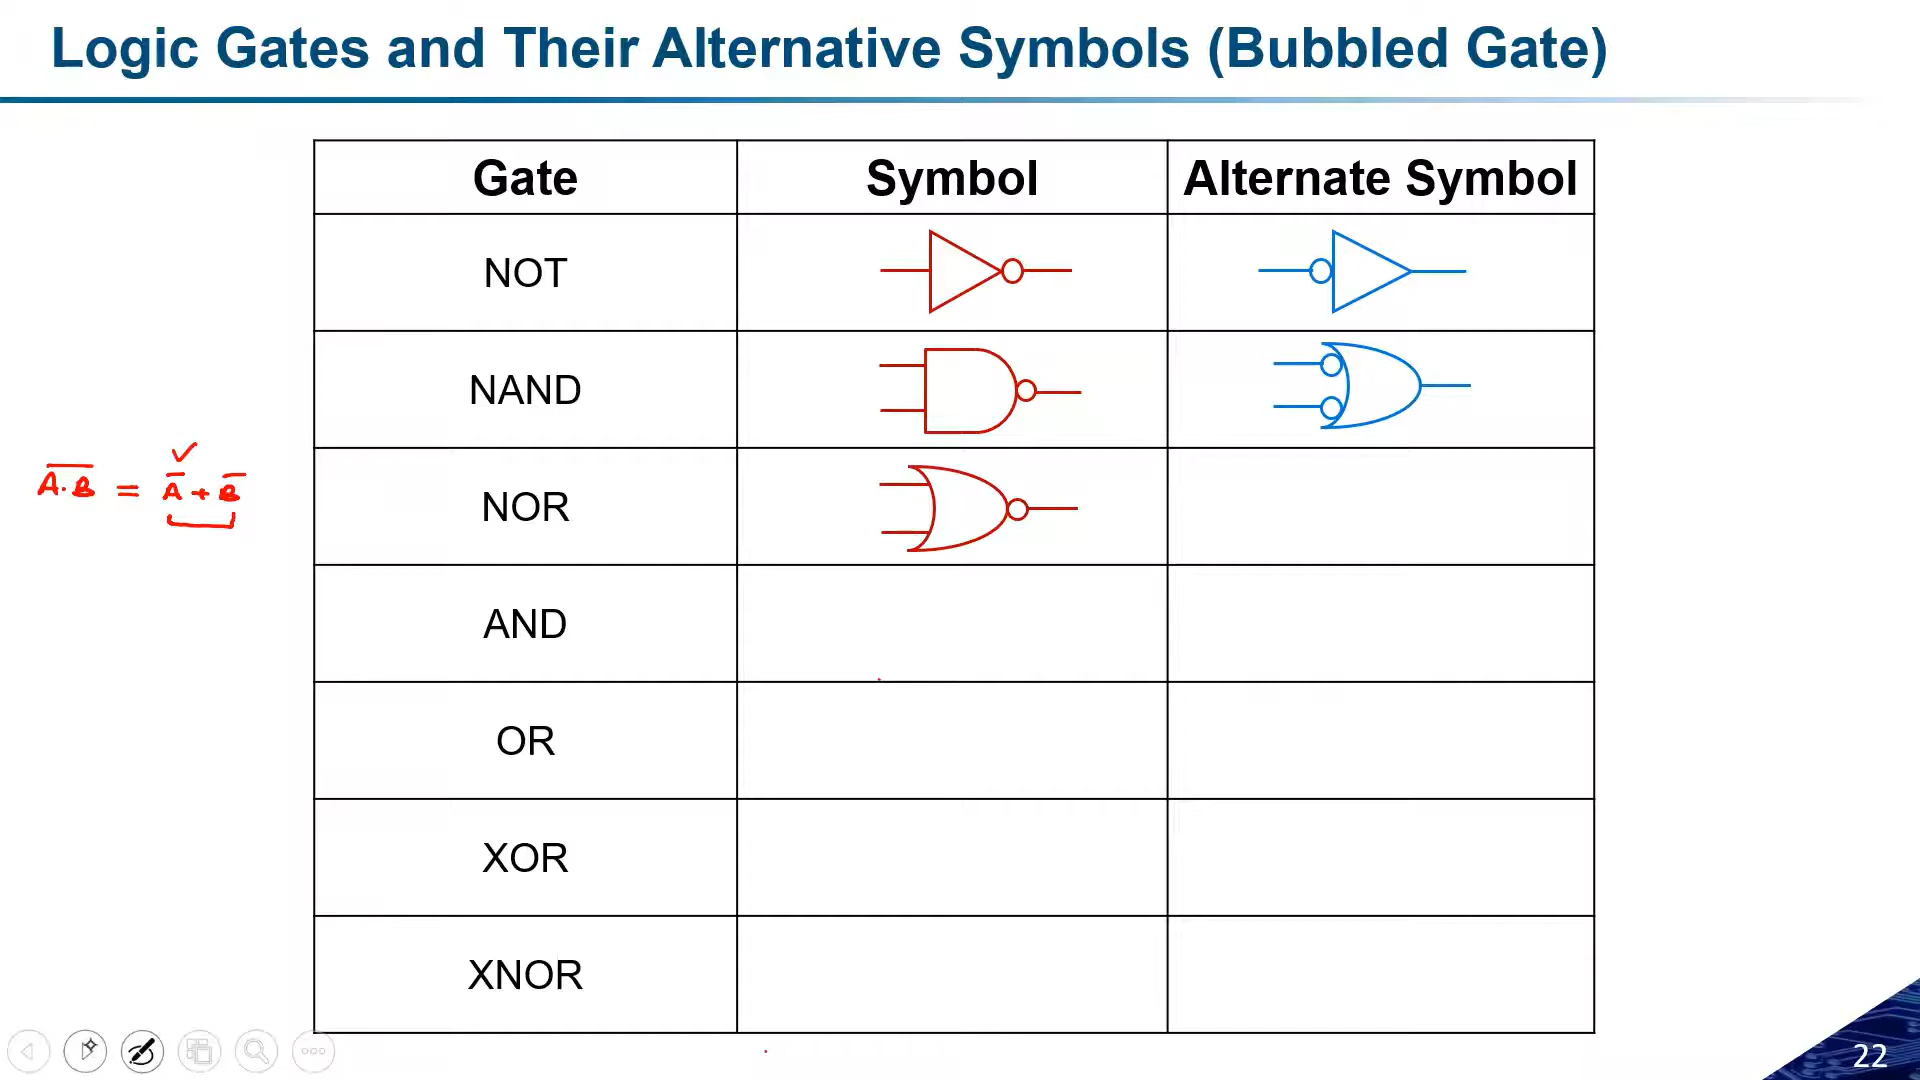 Logic Gates and Their Alternative Symbols (Bubbled Gate)
Gate Symbol Alternate Symbol
NOT
NAND
A̅.̅B̅ = A̅ + B̅
NOR
AND
OR
XOR
XNOR
22